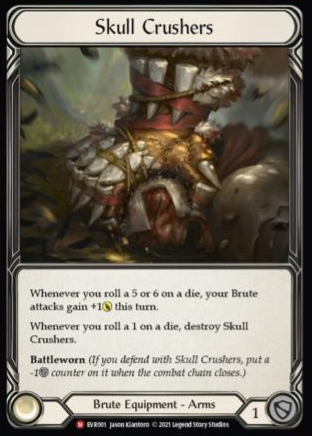 Skull Crushers
Whenever you roll a 5 or 6 on a die, your Brute
attacks gain +1 this turn.
Whenever you roll a 1 on a die, destroy Skull
Crushers.
Battleworn (If you defend with Skull Crushers, put a
-1 counter on it when the combat chain closes.)
Brute Equipment - Arms
1
M EVR001 Jason Kiantoro © 2021 Legend Story Studios